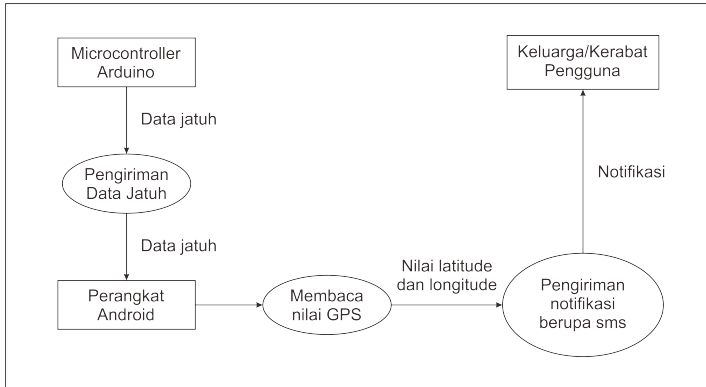 Microcontroller
Arduino
Data jatuh
Pengiriman
Data Jatuh
Data jatuh
Perangkat
Android
Membaca
nilai GPS
Nilai latitude
dan longitude
Pengiriman
notifikasi
berupa sms
Notifikasi
Keluarga/Kerabat
Pengguna